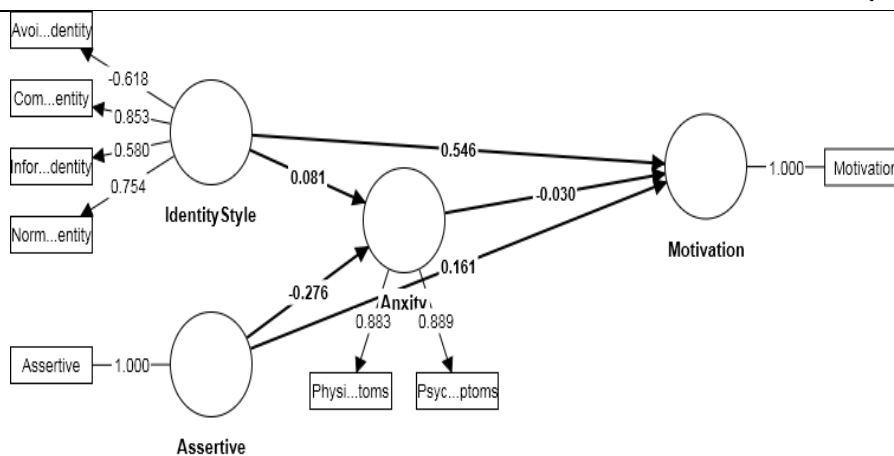 Avoi...dentity
-0.618
Com...entity
0.853
Infor...dentity
0.580
0.754
Norm...entity
IdentityStyle
0.546
0.081
-0.030
1.000
Motivation
Motivation
0.161
-0.276
Anxity
0.883
0.889
Assertive
1.000
Physi...toms
Psyc...ptoms
Assertive